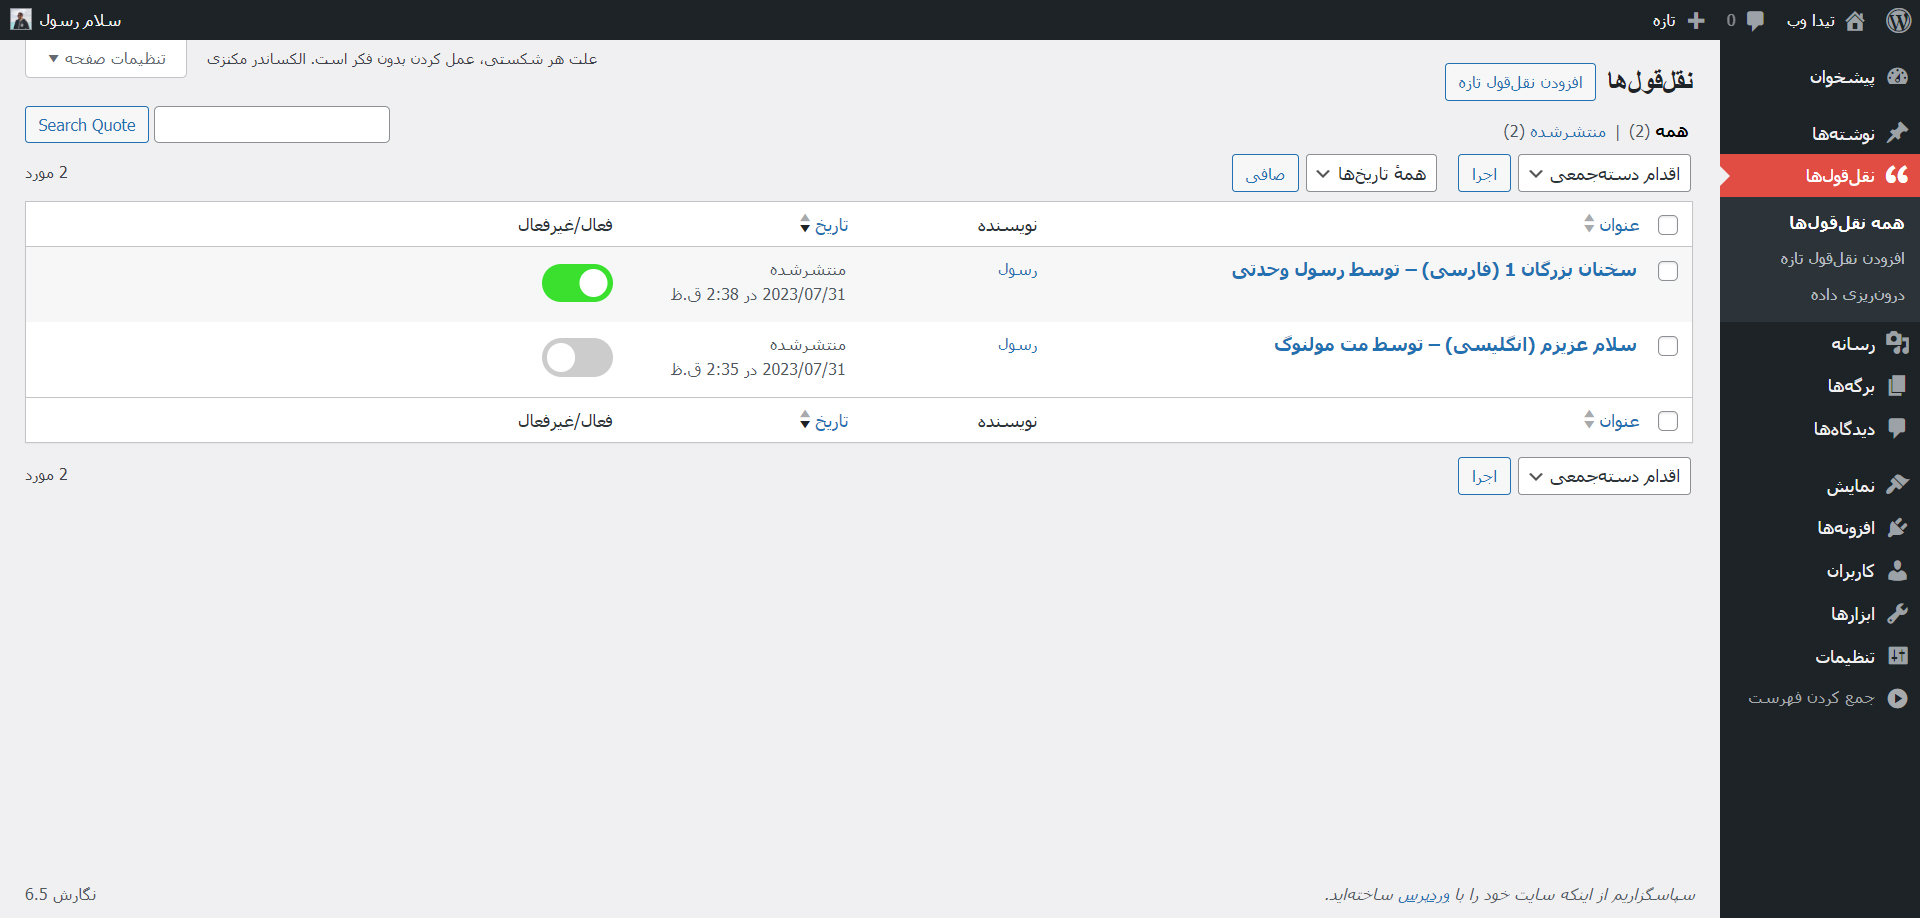 تیدا وب
0
تازه
سلام رسول
پیشخوان
نوشته‌ها
نقل‌قول‌ها
همه نقل‌قول‌ها
افزودن نقل‌قول تازه
درون‌ریزی داده
رسانه
برگه‌ها
دیدگاه‌ها
نمایش
افزونه‌ها
کاربران
ابزارها
تنظیمات
جمع کردن فهرست
علت هر شکستی، عمل کردن بدون فکر است. الکساندر مکنزی
تنظیمات صفحه
نقل‌قول‌ها
افزودن نقل‌قول تازه
همه (2) | منتشرشده (2)
Search Quote
اقدام دسته‌جمعی
اجرا
همهٔ تاریخ‌ها
صافی
2 مورد
عنوان نویسنده تاریخ فعال/غیرفعال
سخنان بزرگان 1 (فارسی) – توسط رسول وحدتی
رسول
منتشرشده
2023/07/31 در 2:38 ق.ظ
سلام عزیزم (انگلیسی) – توسط مت مولنوگ
رسول
منتشرشده
2023/07/31 در 2:35 ق.ظ
عنوان نویسنده تاریخ فعال/غیرفعال
اقدام دسته‌جمعی
اجرا
2 مورد
سپاسگزاریم از اینکه سایت خود را با وردپرس ساخته‌اید.
نگارش 6.5